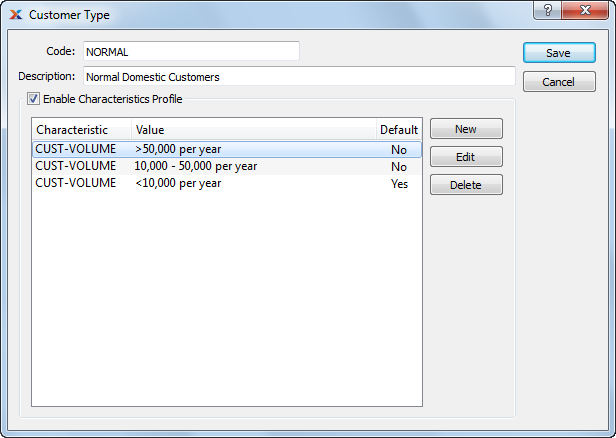 Customer Type
?
Code: NORMAL
Save
Description: Normal Domestic Customers
Cancel
Enable Characteristics Profile
Characteristic Value Default
New
CUST-VOLUME >50,000 per year No
Edit
CUST-VOLUME 10,000 - 50,000 per year No
CUST-VOLUME <10,000 per year Yes
Delete